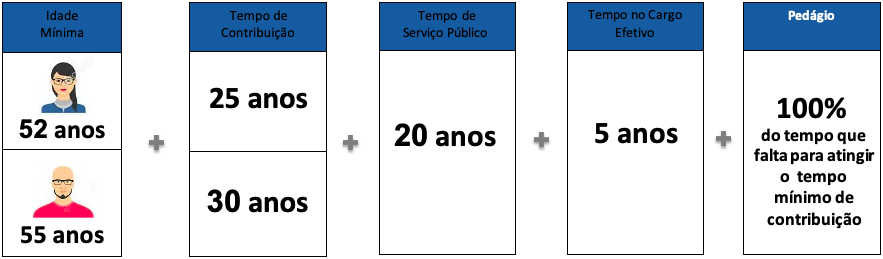 Idade
Mínima
Tempo de
Contribuição
Tempo de
Serviço Público
Tempo no Cargo
Efetivo
Pedágio
52 anos
55 anos
25 anos
30 anos
20 anos
5 anos
100%
do tempo que
falta para atingir
o tempo
mínimo de
contribuição